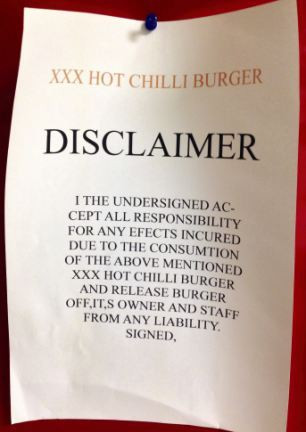 XXX HOT CHILLI BURGER
DISCLAIMER
I THE UNDERSIGNED AC-
CEPT ALL RESPONSIBILITY
FOR ANY EFECTS INCURED
DUE TO THE CONSUMTION
OF THE ABOVE MENTIONED
XXX HOT CHILLI BURGER
AND RELEASE BURGER
OFF,IT,S OWNER AND STAFF
FROM ANY LIABILITY.
SIGNED,